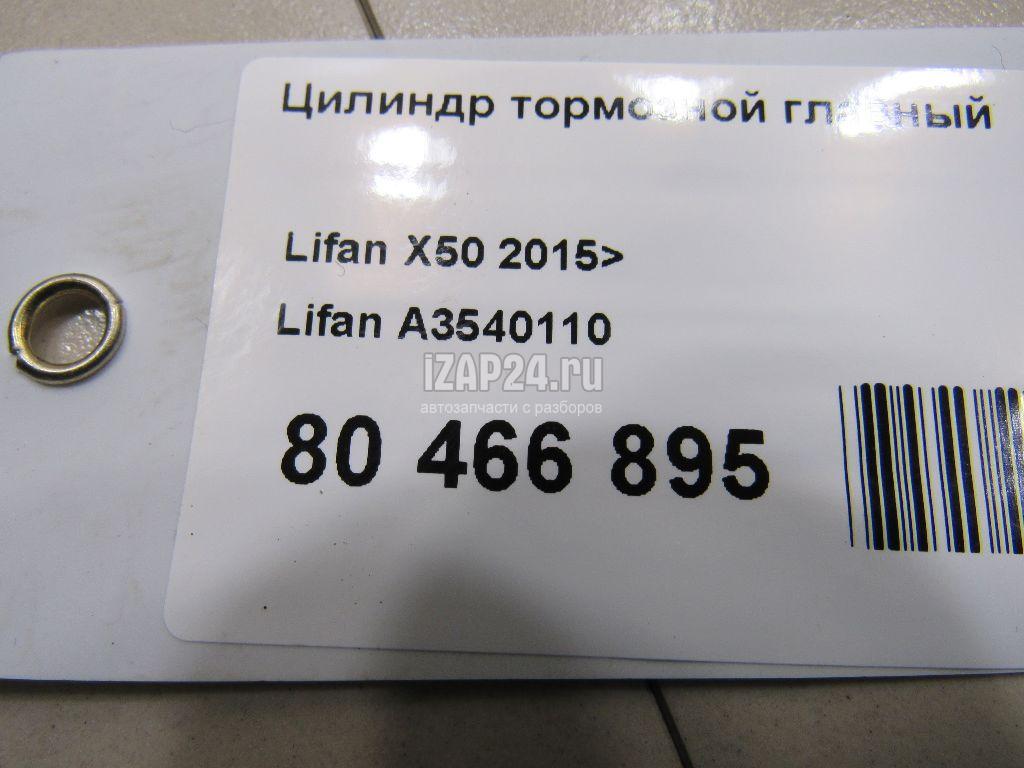 Цилиндр тормозной главный
Lifan X50 2015>
Lifan A3540110
iZAP24.ru
автозапчасти с разборов
80 466 895